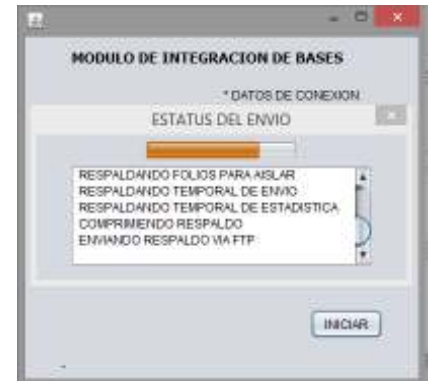 MODULO DE INTEGRACION DE BASES
* DATOS DE CONEXION
ESTATUS DEL ENVIO
RESPALDANDO FOLIOS PARA AISLAR
RESPALDANDO TEMPORAL DE ENVIO
RESPALDANDO TEMPORAL DE ESTADISTICA
COMPRIMIENDO RESPALDO
ENVIANDO RESPALDO VIA FTP
INICIAR